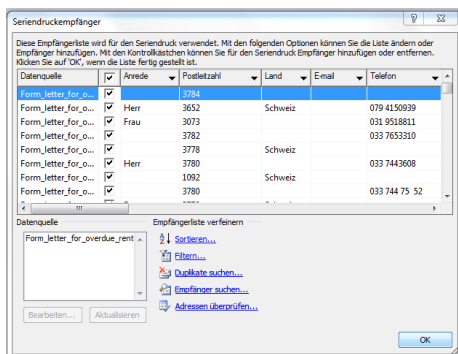 Seriendruckempfänger
Diese Empfängerliste wird für den Seriendruck verwendet. Mit den folgenden Optionen können Sie die Liste ändern oder
Empfänger hinzufügen. Mit den Kontrollkästchen können Sie für den Seriendruck Empfänger hinzufügen oder entfernen.
Klicken Sie auf 'OK', wenn die Liste fertig gestellt ist.
Datenquelle Anrede Postleitzahl Land E-mail Telefon
Form_letter_for_o... 3784
Form_letter_for_o... Herr 3652 Schweiz 079 4150939
Form_letter_for_o... Frau 3073 031 9518811
Form_letter_for_o... 3782 033 7653310
Form_letter_for_o... 3778 Schweiz
Form_letter_for_o... Herr 3780 033 7443608
Form_letter_for_o... 1092 Schweiz
Form_letter_for_o... 3780 033 744 75 52
Datenquelle Empfängerliste verfeinern
Form_letter_for_overdue_rent
Sortieren...
Filtern...
Duplikate suchen...
Empfänger suchen...
Adressen überprüfen...
Bearbeiten... Aktualisieren
OK